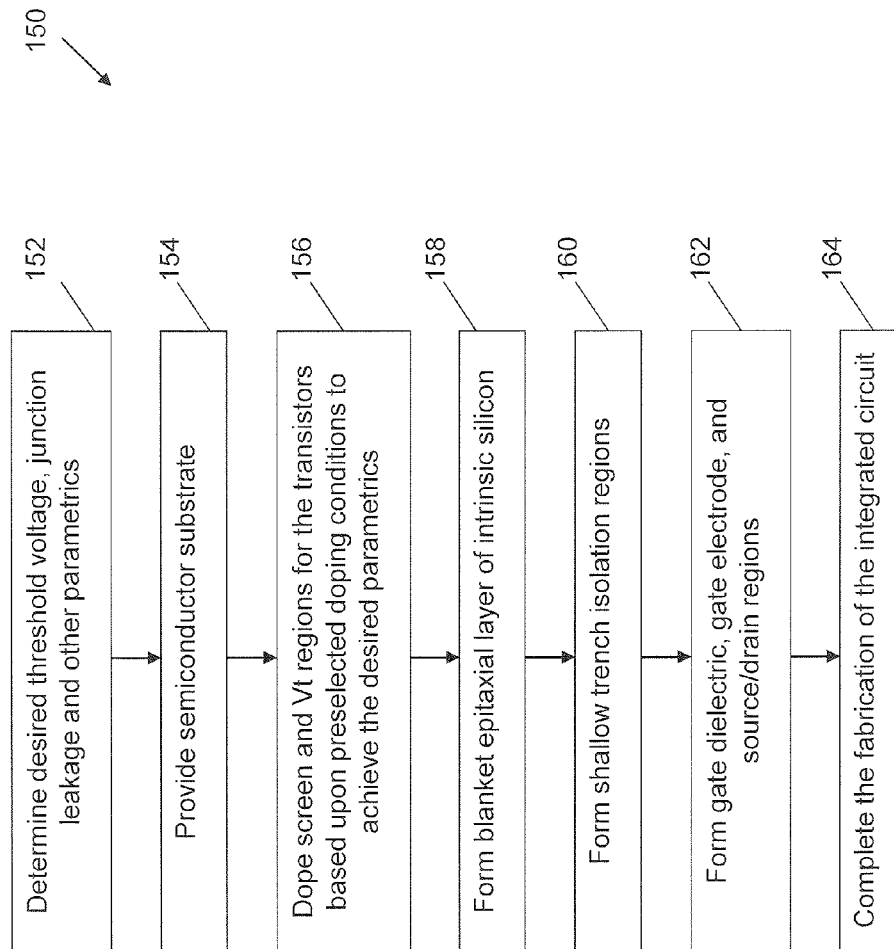 150
152
Determine desired threshold voltage, junction
leakage and other parametrics
154
Provide semiconductor substrate
156
Dope screen and Vt regions for the transistors
based upon preselected doping conditions to
achieve the desired parametrics
158
Form blanket epitaxial layer of intrinsic silicon
160
Form shallow trench isolation regions
162
Form gate dielectric, gate electrode, and
source/drain regions
164
Complete the fabrication of the integrated circuit